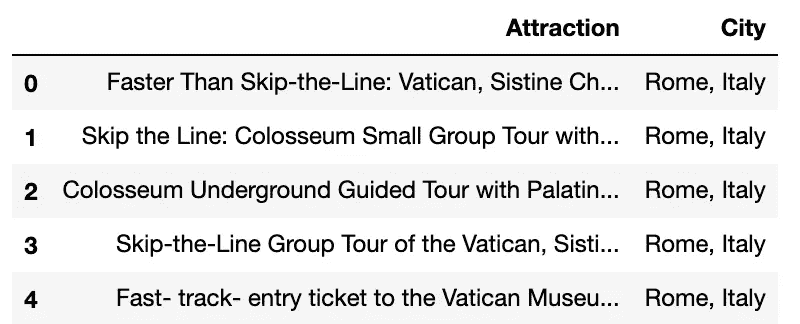 Attraction City
0 Faster Than Skip-the-Line: Vatican, Sistine Ch... Rome, Italy
1 Skip the Line: Colosseum Small Group Tour with... Rome, Italy
2 Colosseum Underground Guided Tour with Palatin... Rome, Italy
3 Skip-the-Line Group Tour of the Vatican, Sisti... Rome, Italy
4 Fast- track- entry ticket to the Vatican Museu... Rome, Italy